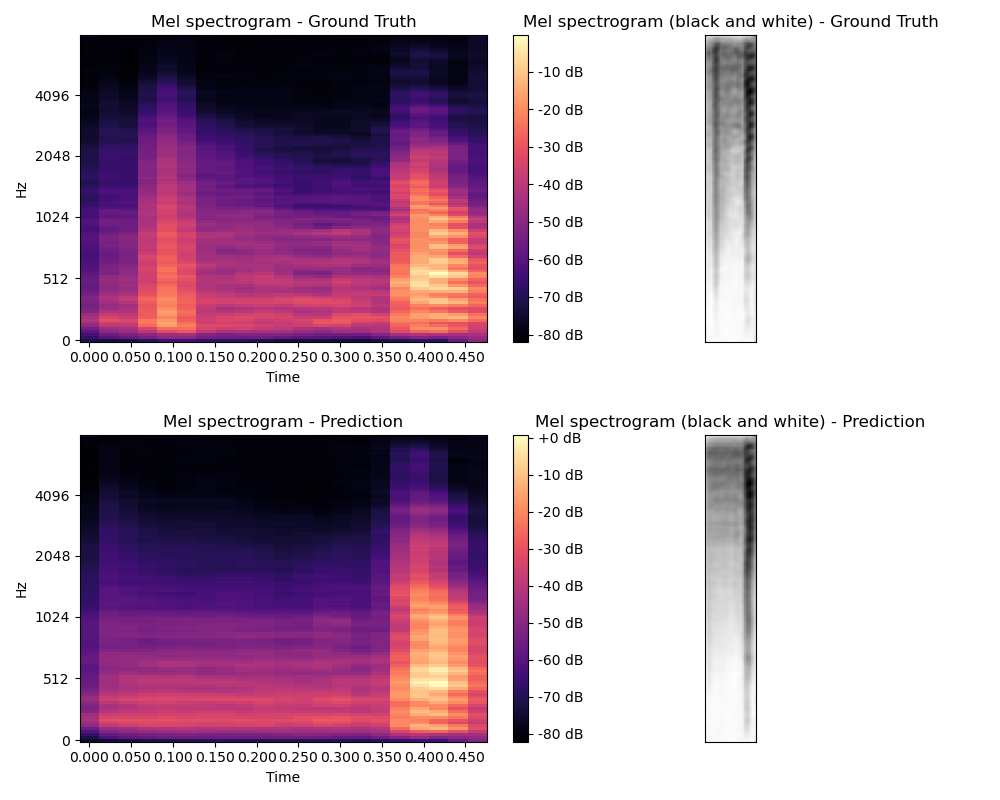 Mel spectrogram - Ground Truth
Mel spectrogram (black and white) - Ground Truth
Hz
4096
2048
1024
512
0
0.000 0.050 0.100 0.150 0.200 0.250 0.300 0.350 0.400 0.450
Time
-10 dB
-20 dB
-30 dB
-40 dB
-50 dB
-60 dB
-70 dB
-80 dB
Mel spectrogram - Prediction
Mel spectrogram (black and white) - Prediction
Hz
4096
2048
1024
512
0
0.000 0.050 0.100 0.150 0.200 0.250 0.300 0.350 0.400 0.450
Time
+0 dB
-10 dB
-20 dB
-30 dB
-40 dB
-50 dB
-60 dB
-70 dB
-80 dB